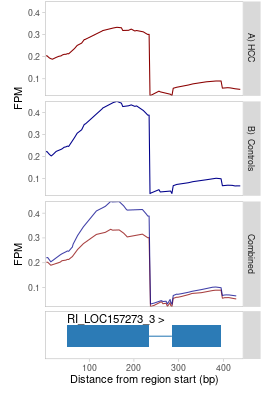 0.4
0.3
0.2
0.1
A) HCC
FPM
0.4
0.3
0.2
0.1
B) Controls
0.4
0.3
0.2
0.1
FPM
Combined
RI_LOC157273_3 >
100 200 300 400
Distance from region start (bp)